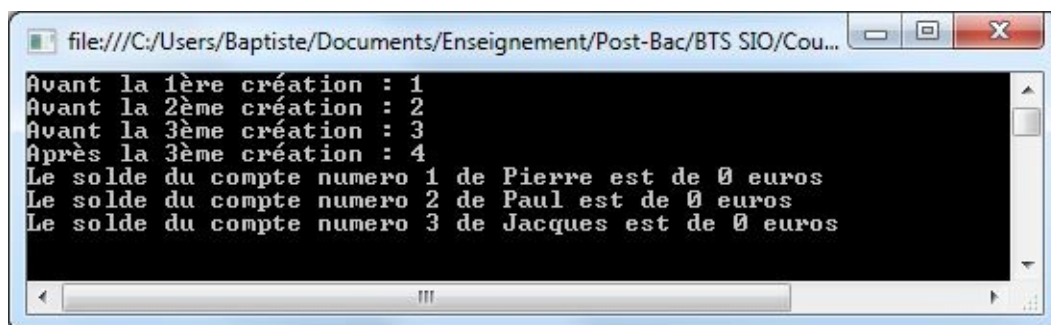 file:///C:/Users/Baptiste/Documents/Enseignement/Post-Bac/BTS SIO/Cou...
Avant la 1ère création : 1
Avant la 2ème création : 2
Avant la 3ème création : 3
Après la 3ème création : 4
Le solde du compte numero 1 de Pierre est de 0 euros
Le solde du compte numero 2 de Paul est de 0 euros
Le solde du compte numero 3 de Jacques est de 0 euros